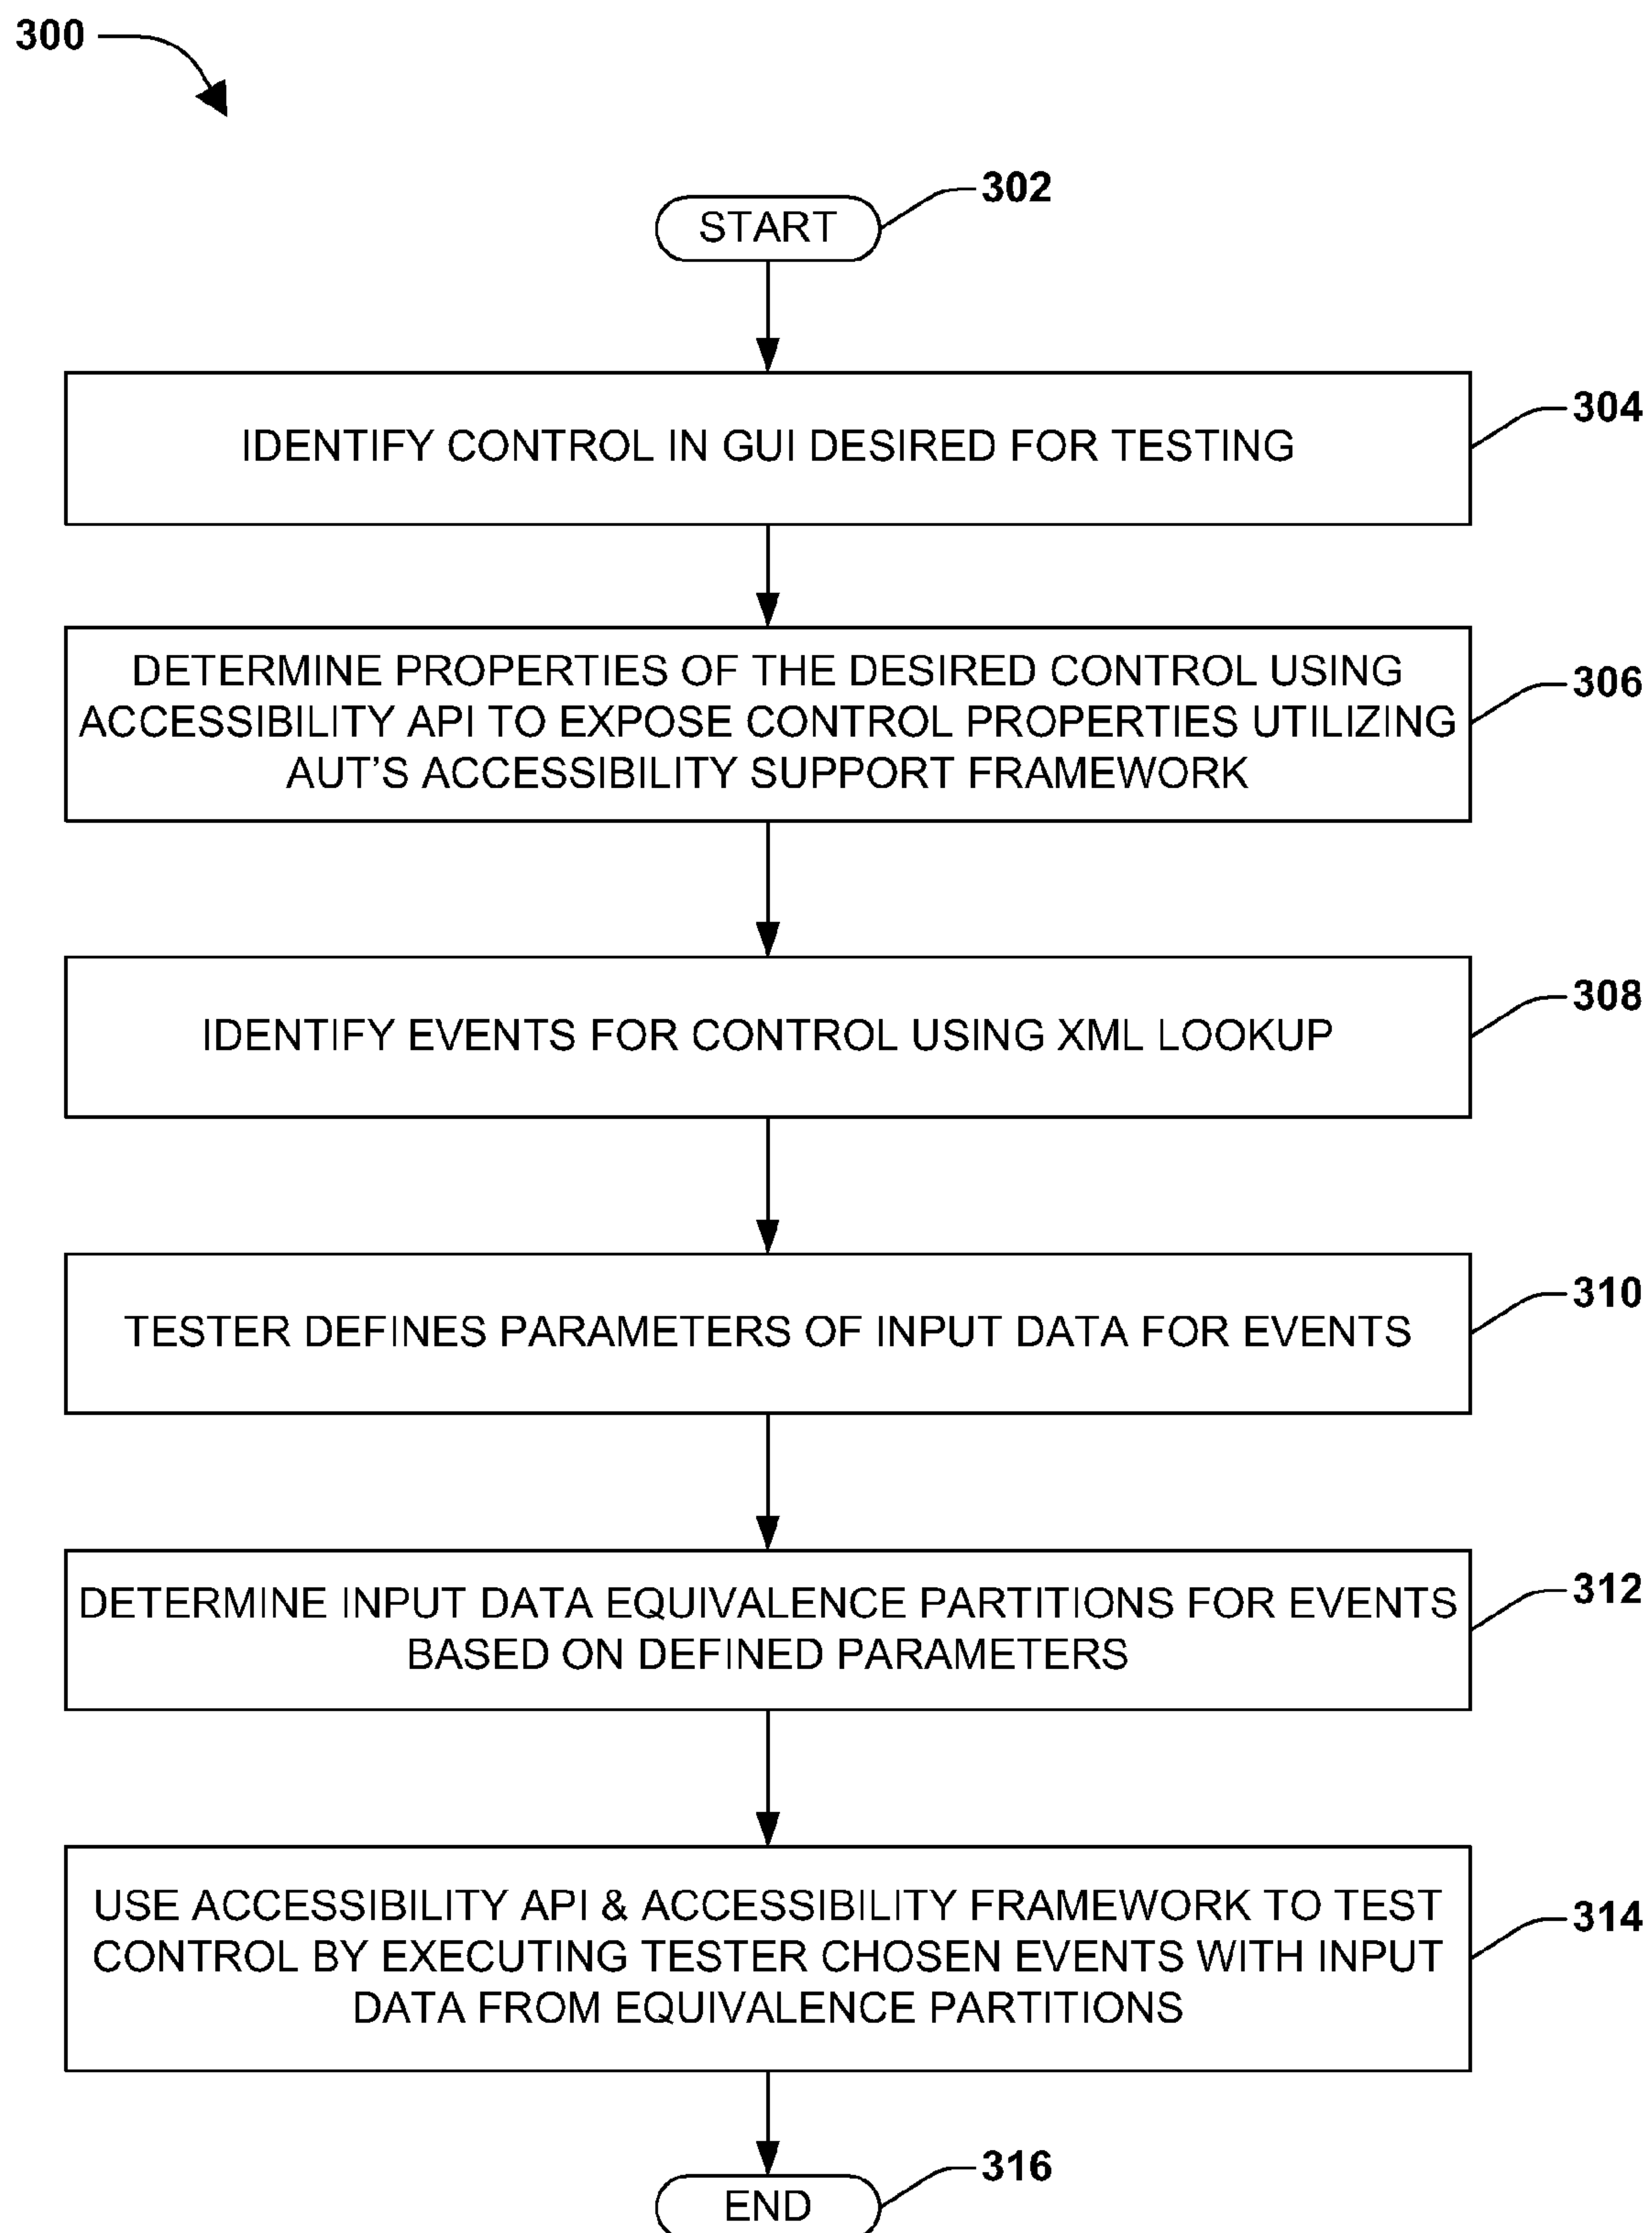 300
302
START
304
IDENTIFY CONTROL IN GUI DESIRED FOR TESTING
306
DETERMINE PROPERTIES OF THE DESIRED CONTROL USING
ACCESSIBILITY API TO EXPOSE CONTROL PROPERTIES UTILIZING
AUT'S ACCESSIBILITY SUPPORT FRAMEWORK
308
IDENTIFY EVENTS FOR CONTROL USING XML LOOKUP
310
TESTER DEFINES PARAMETERS OF INPUT DATA FOR EVENTS
312
DETERMINE INPUT DATA EQUIVALENCE PARTITIONS FOR EVENTS
BASED ON DEFINED PARAMETERS
314
USE ACCESSIBILITY API & ACCESSIBILITY FRAMEWORK TO TEST
CONTROL BY EXECUTING TESTER CHOSEN EVENTS WITH INPUT
DATA FROM EQUIVALENCE PARTITIONS
316
END